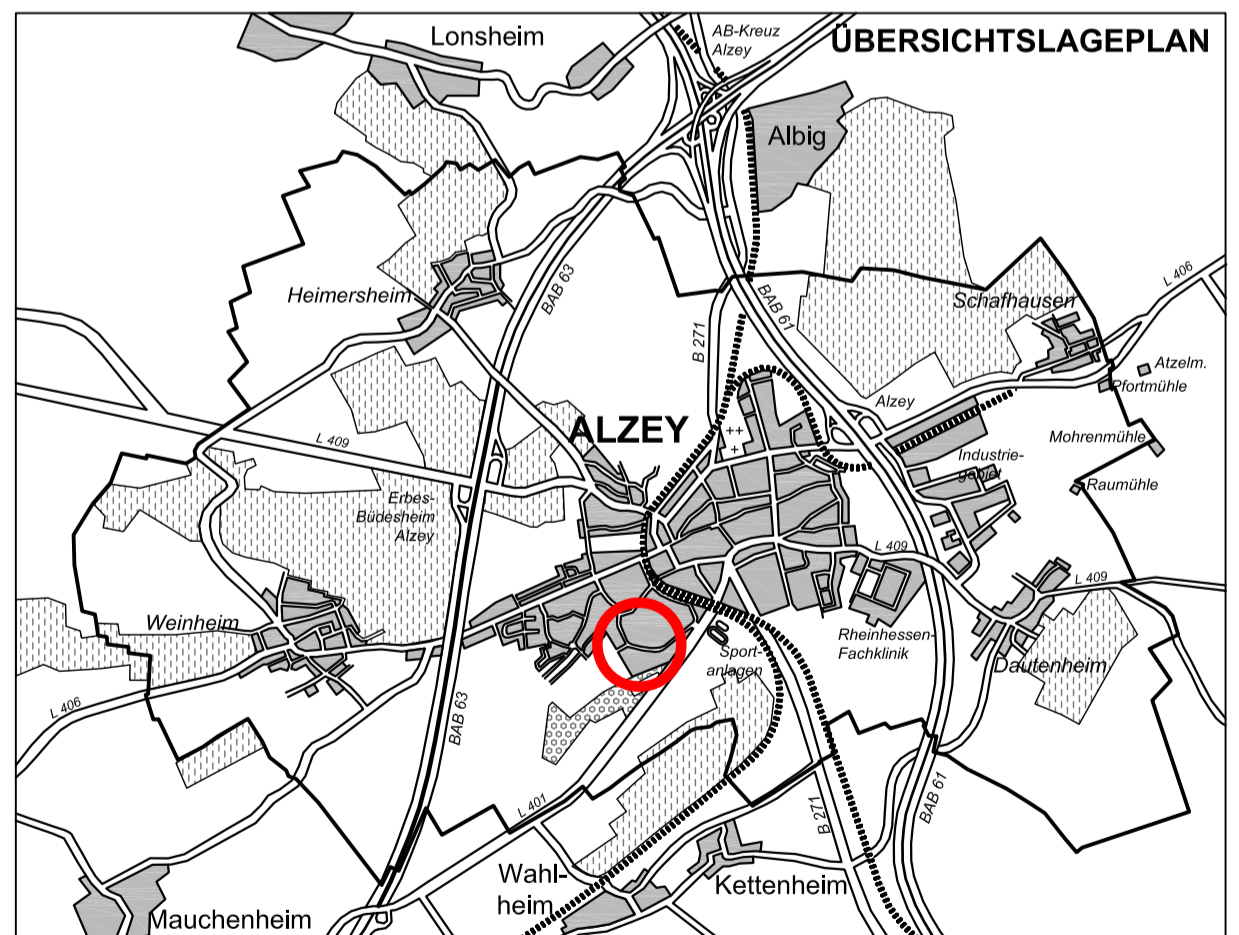 Lonsheim
AB-Kreuz
Alzey
ÜBERSICHTSLAGEPLAN
Albig
Heimersheim
BAB 63
B 271
BAB 61
Schafhausen
L 406
Atzelm.
Pfortmühle
Alzey
ALZEY
++
+
L 409
Mohrenmühle
Industrie-
gebiet
Raumühle
Erbes-
Büdesheim
Alzey
L 409
L 409
Weinheim
Rheinhessen-
Fachklinik
Sport-
anlagen
Dautenheim
L 406
BAB 63
L 401
B 271
BAB 61
Wahl-
heim
Kettenheim
Mauchenheim